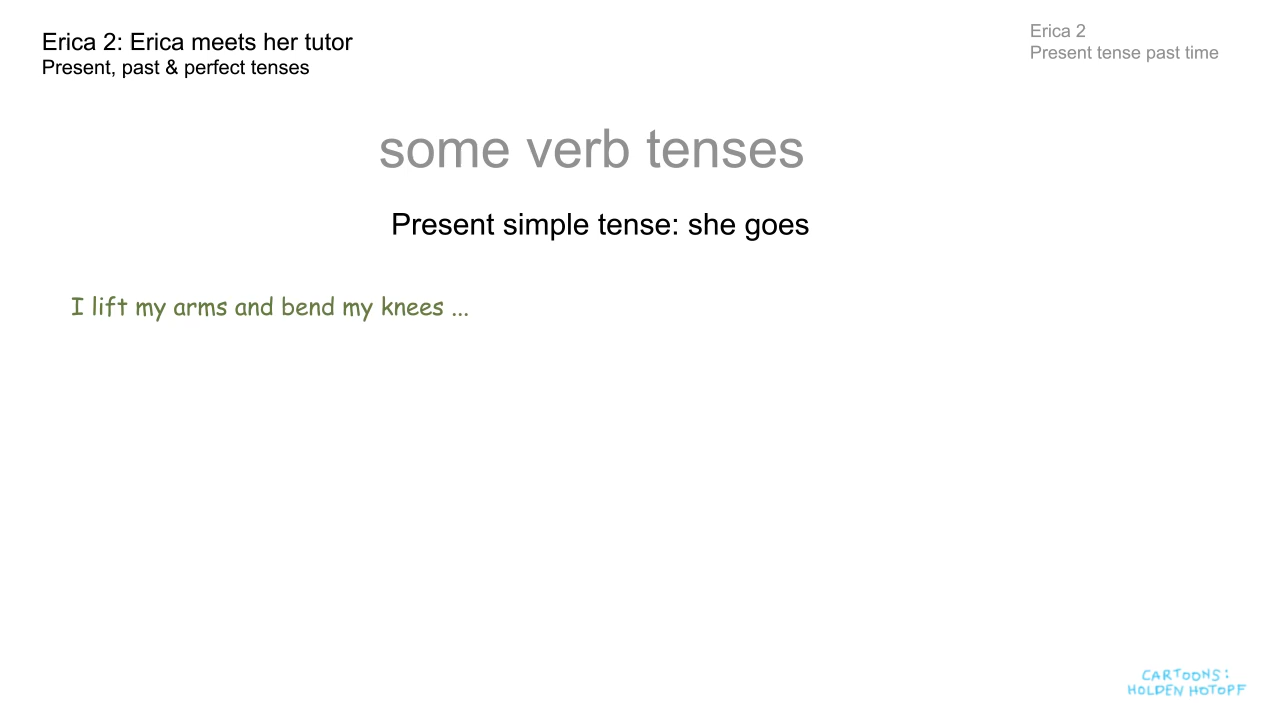 Erica 2: Erica meets her tutor
Present, past & perfect tenses
Erica 2
Present tense past time
some verb tenses
Present simple tense: she goes
I lift my arms and bend my knees ...
CARTOONS:
HOLDEN HOTOPF